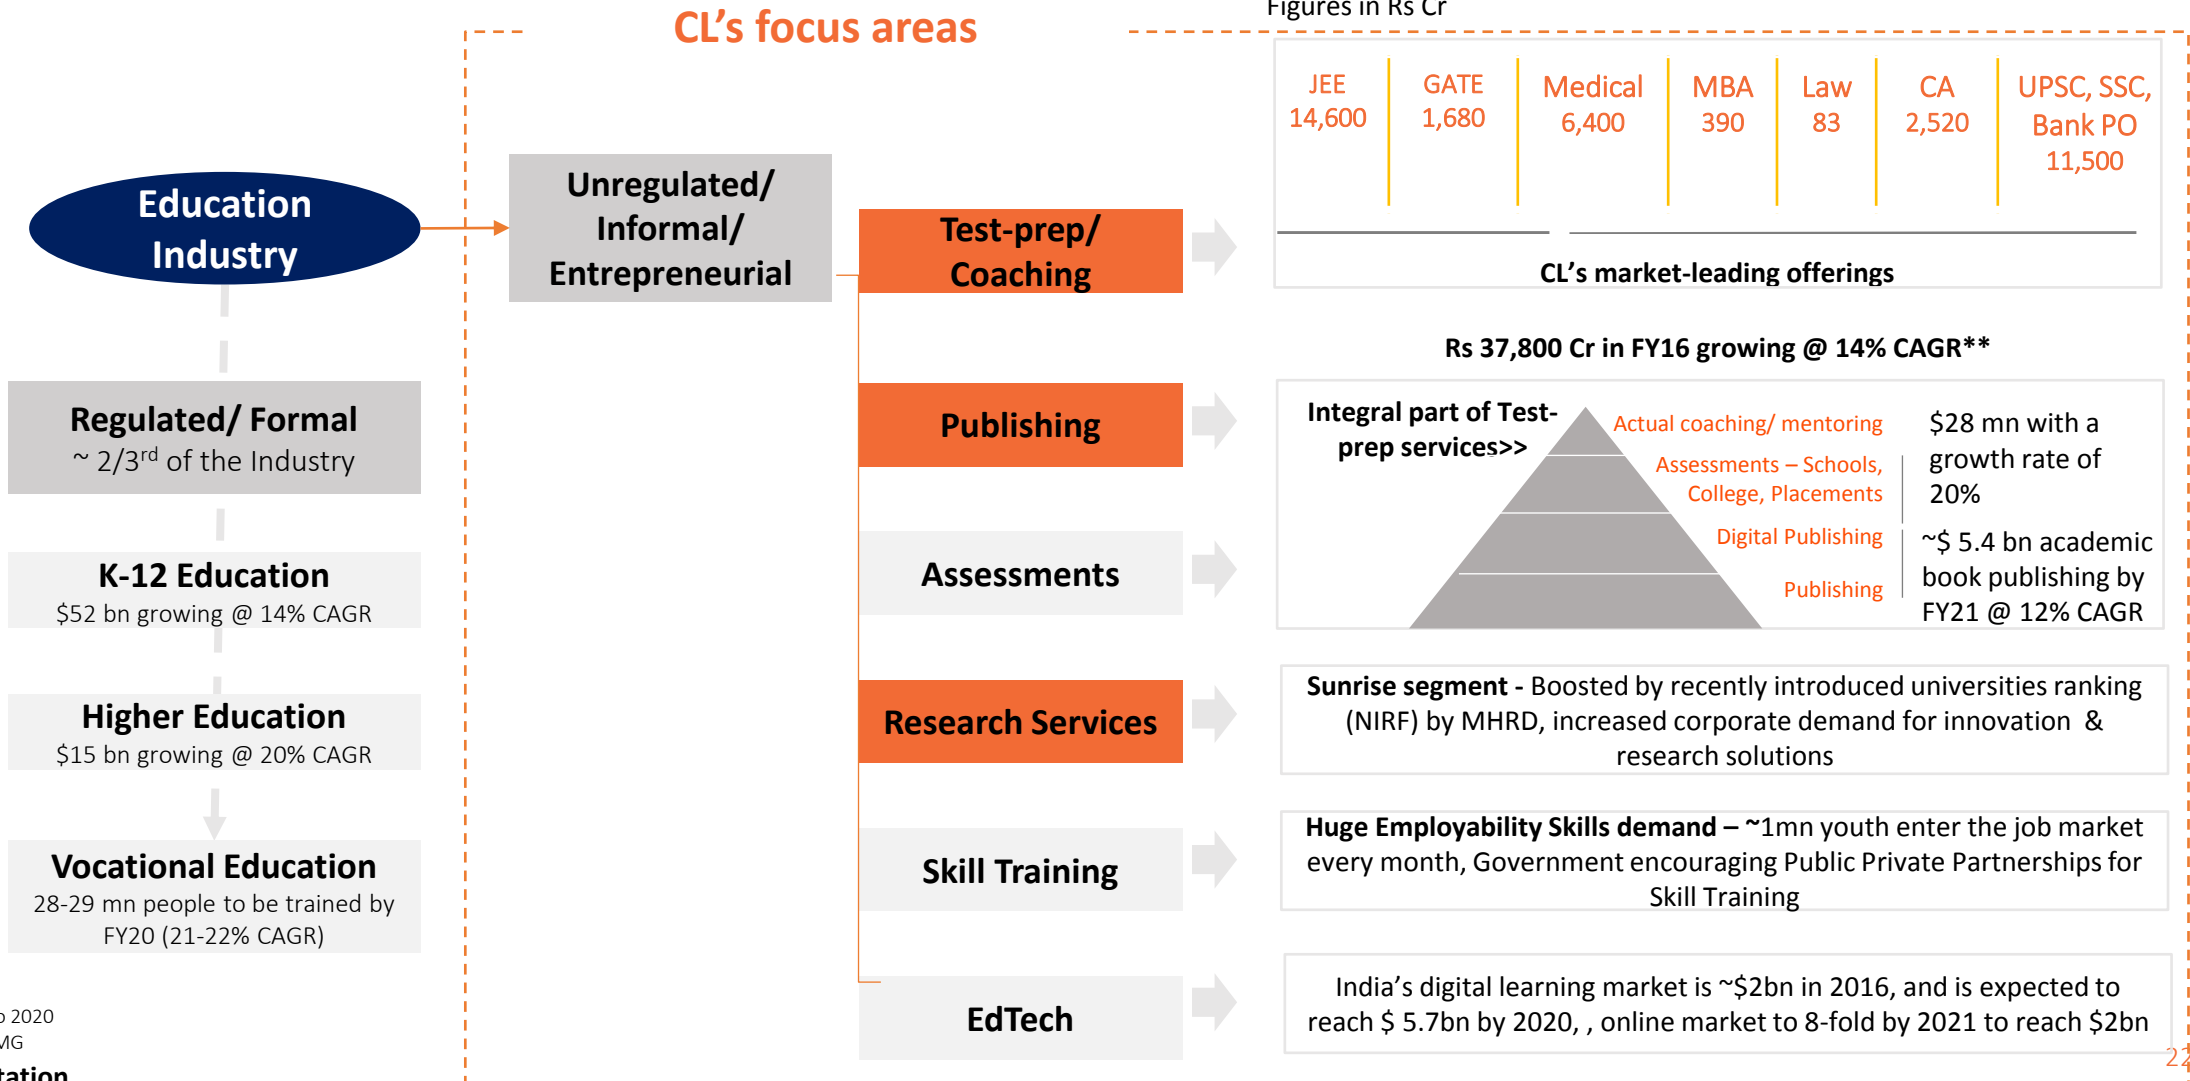 CL’s focus areas
Figures in Rs Cr
JEE
14,600
GATE
1,680
Medical
6,400
MBA
390
Law
83
CA
2,520
UPSC, SSC,
Bank PO
11,500
CL’s market-leading offerings
Education
Industry
Unregulated/
Informal/
Entrepreneurial
Test-prep/
Coaching
Rs 37,800 Cr in FY16 growing @ 14% CAGR**
Regulated/ Formal
~ 2/3rd of the Industry
Publishing
Integral part of Test-
prep services>>
Actual coaching/ mentoring
Assessments – Schools,
College, Placements
Digital Publishing
Publishing
$28 mn with a
growth rate of
20%
~$ 5.4 bn academic
book publishing by
FY21 @ 12% CAGR
K-12 Education
$52 bn growing @ 14% CAGR
Assessments
Higher Education
$15 bn growing @ 20% CAGR
Research Services
Sunrise segment - Boosted by recently introduced universities ranking
(NIRF) by MHRD, increased corporate demand for innovation &
research solutions
Vocational Education
28-29 mn people to be trained by
FY20 (21-22% CAGR)
Skill Training
Huge Employability Skills demand – ~1mn youth enter the job market
every month, Government encouraging Public Private Partnerships for
Skill Training
EdTech
India’s digital learning market is ~$2bn in 2016, and is expected to
reach $ 5.7bn by 2020, , online market to 8-fold by 2021 to reach $2bn
2020
22